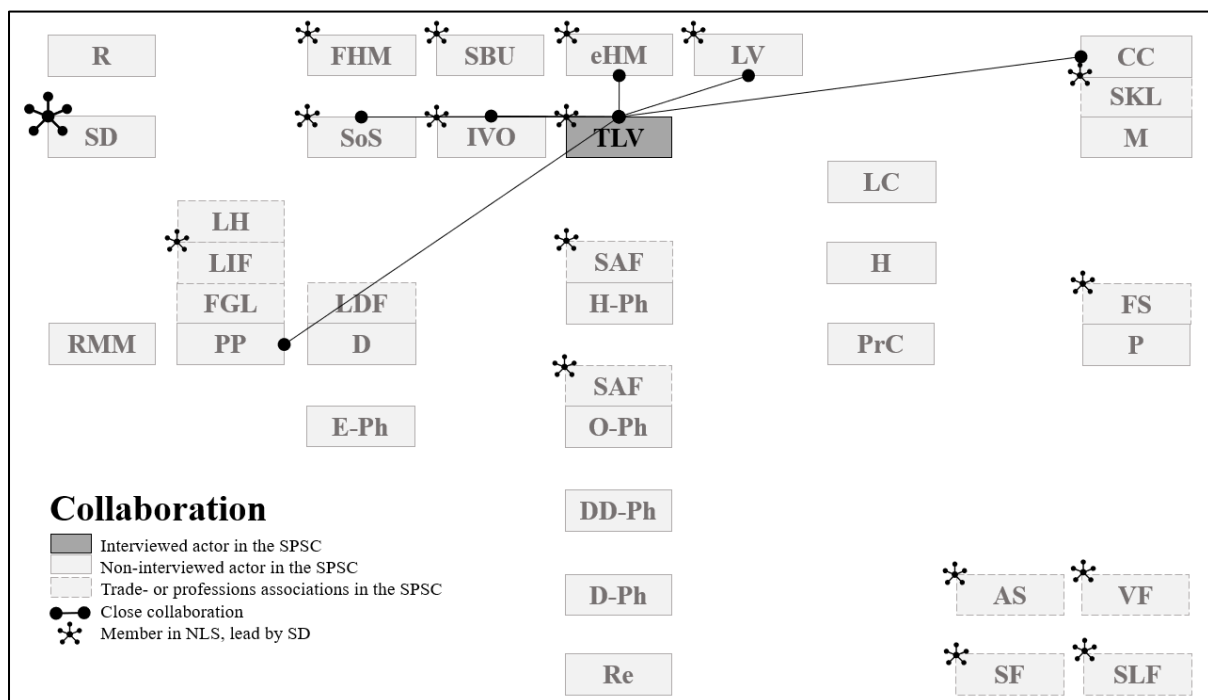 R
FHM
SBU
eHM
LV
CC
SKL
SD
SoS
IVO
TLV
M
LC
LH
LIF
SAF
H
FGL
LDF
H-Ph
FS
RMM
PP
D
PrC
P
SAF
E-Ph
O-Ph
DD-Ph
Collaboration
Interviewed actor in the SPSC
Non-interviewed actor in the SPSC
Trade- or professions associations in the SPSC
Close collaboration
Member in NLS, lead by SD
D-Ph
AS
VF
Re
SF
SLF